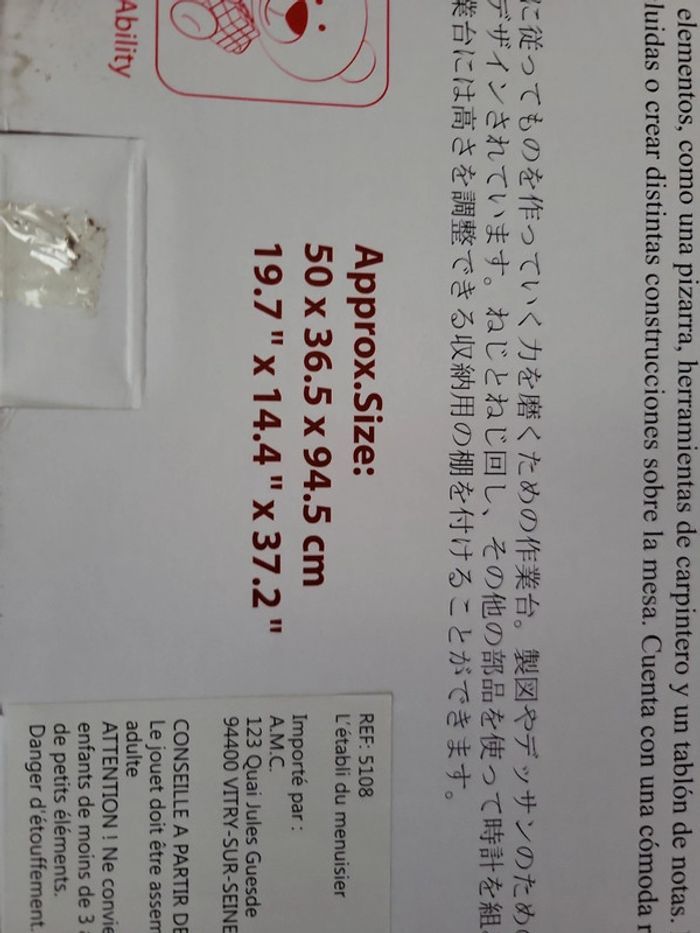 elementos, como una pizarra, herramientas de carpintero y un tablón de notas.
luidas o crear distintas construcciones sobre la mesa. Cuenta con una cómoda
に従ってものを作っていく力を磨くための作業台。製図やデッサンのため
デザインされています。ねじとねじ回し、その他の部品を使って時計を組
業台には高さを調整できる収納用の棚を付けることができます。
Approx.Size:
50 x 36.5 x 94.5 cm
19.7 " x 14.4 " x 37.2 "
Ability
REF: 5108
L'établi du menuisier
Importé par :
A.M.C.
123 Quai Jules Guesde
94400 VITRY-SUR-SEINE
CONSEILLE A PARTIR DE
Le jouet doit être assem
adulte
ATTENTION ! Ne convie
enfants de moins de 3
de petits éléments.
Danger d'étouffement.